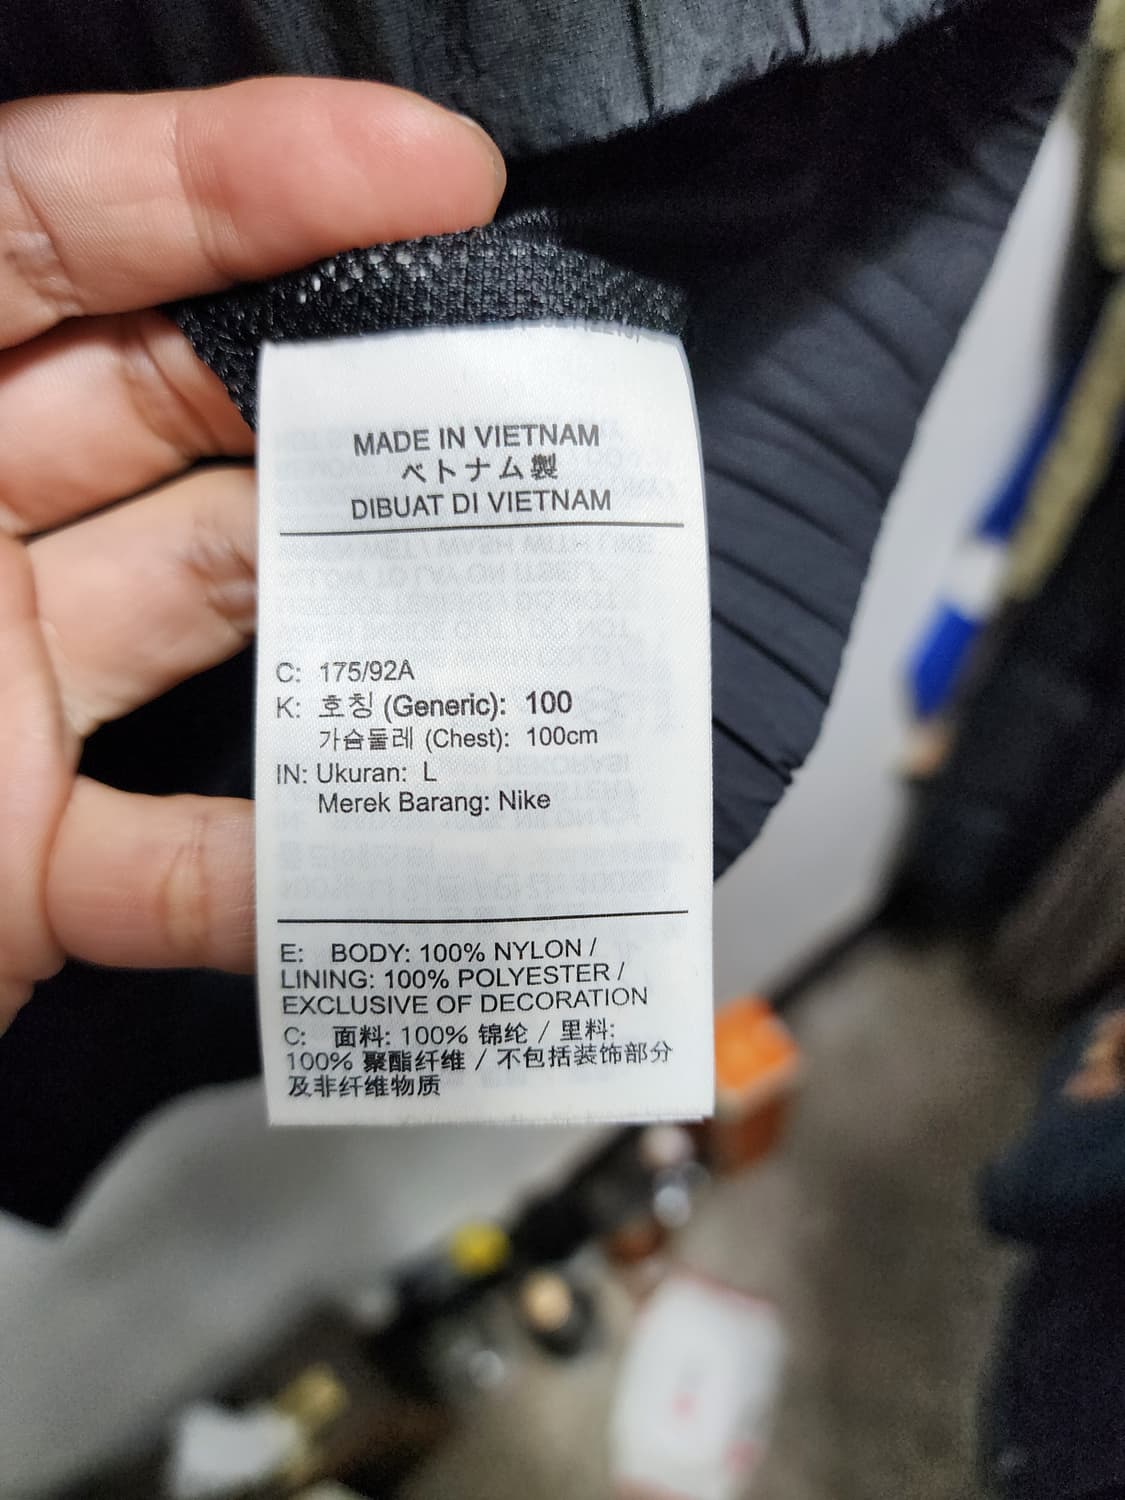 MADE IN VIETNAM
ベトナム製
DIBUAT DI VIETNAM
C: 175/92A
K: 호칭 (Generic): 100
가슴둘레 (Chest): 100cm
IN: Ukuran: L
Merek Barang: Nike
E: BODY: 100% NYLON /
LINING: 100% POLYESTER /
EXCLUSIVE OF DECORATION
C: 面料: 100% 锦纶 / 里料:
100% 聚酯纤维 / 不包括装饰部分
及非纤维物质